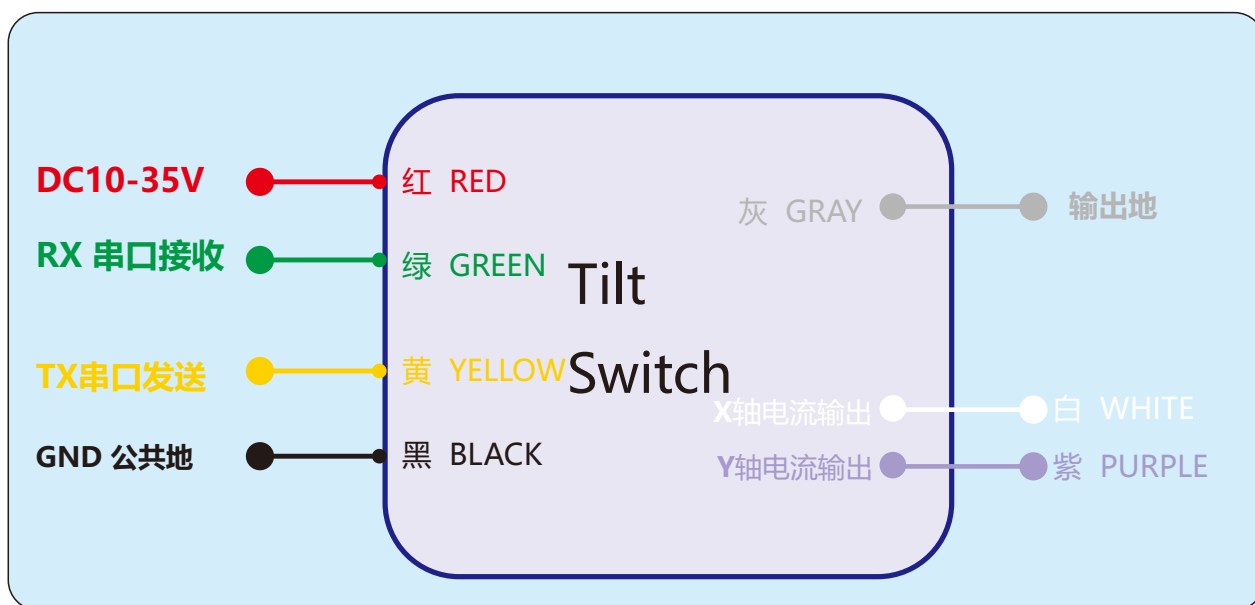 DC10-35V 红 RED
RX 串口接收 绿 GREEN
TX串口发送 黄 YELLOW
GND 公共地 黑 BLACK
Tilt
Switch
灰 GRAY 输出地
X轴电流输出 白 WHITE
Y轴电流输出 紫 PURPLE